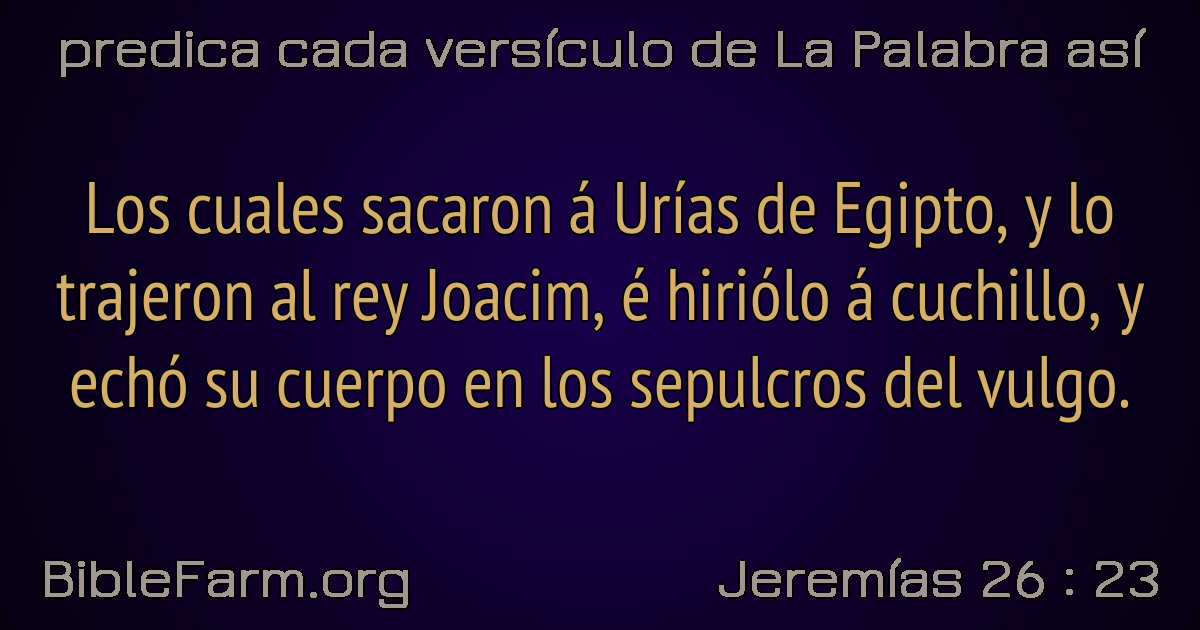 predica cada versículo de La Palabra así
Los cuales sacaron á Urías de Egipto, y lo
trajeron al rey Joacim, é hiriólo á cuchillo, y
echó su cuerpo en los sepulcros del vulgo.
BibleFarm.org
Jeremías 26 : 23